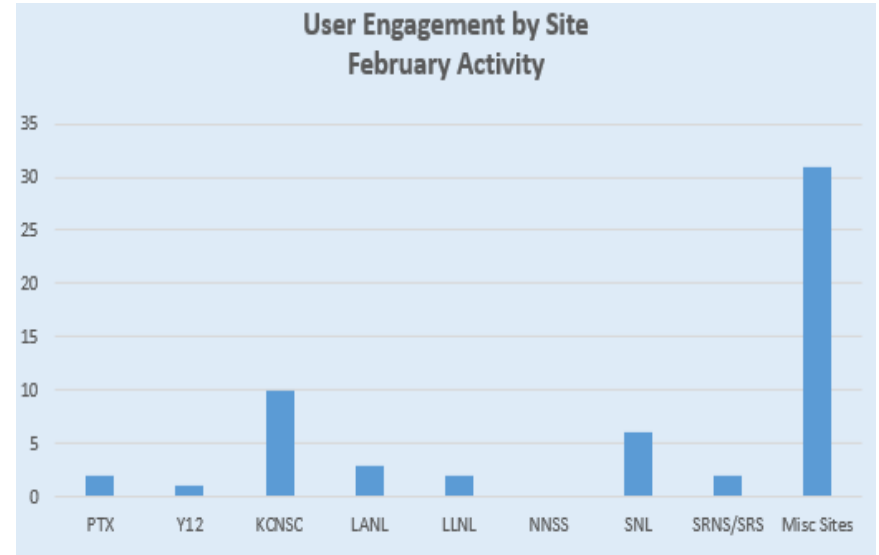 User Engagement by Site
February Activity
35
30
25
20
15
10
5
0
PTX Y12 KCNSC LANL LLNL NNSS SNL SRNS/SRS Misc Sites